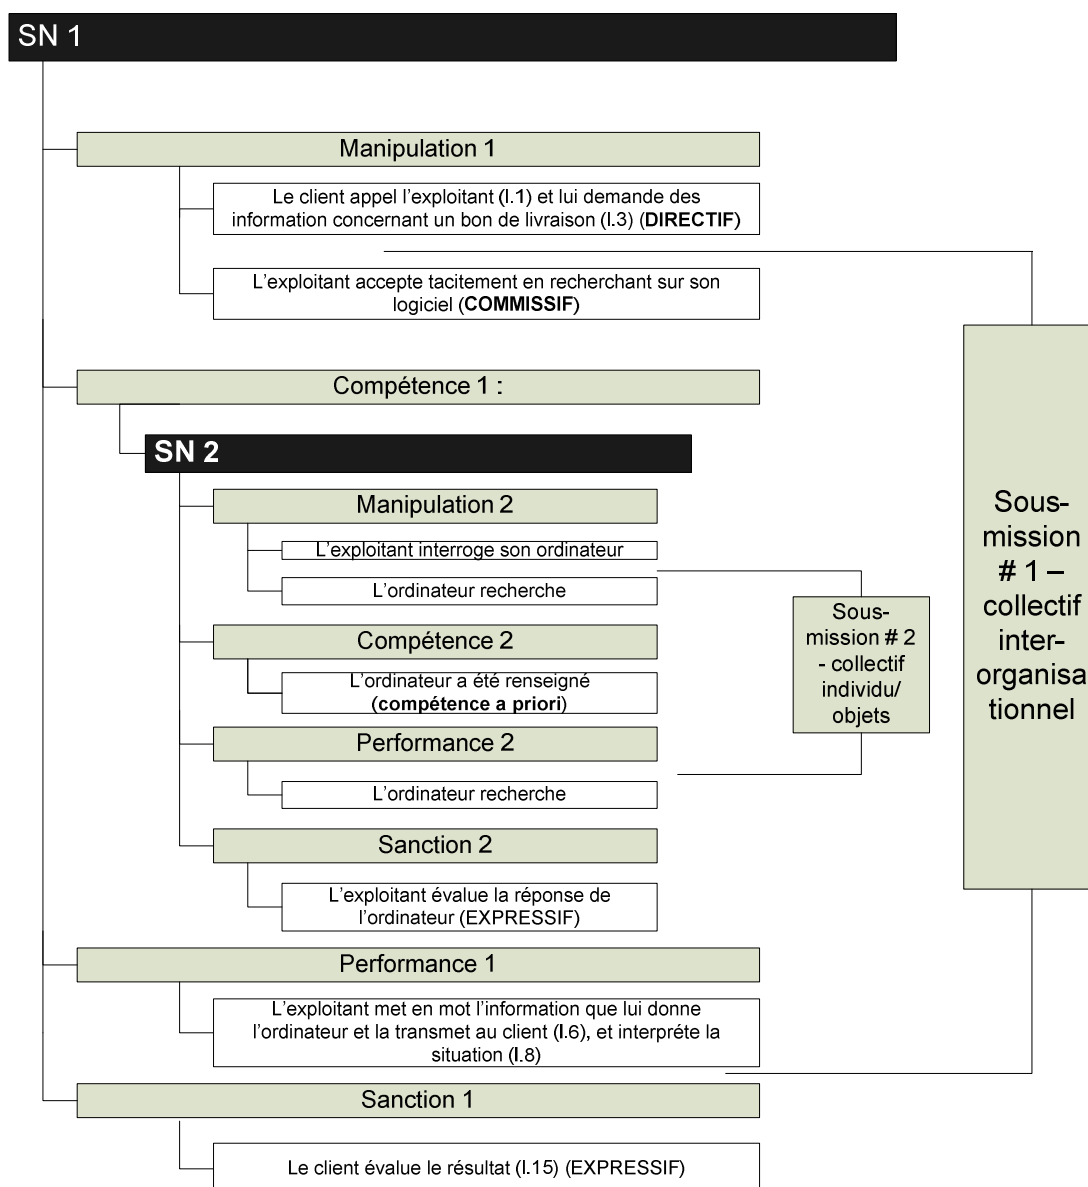 SN 1
Manipulation 1
Le client appel l’exploitant (l.1) et lui demande des
information concernant un bon de livraison (l.3) (DIRECTIF)
L’exploitant accepte tacitement en recherchant sur son
logiciel (COMMISSIF)
Compétence 1 :
SN 2
Manipulation 2
L’exploitant interroge son ordinateur
L’ordinateur recherche
Compétence 2
L’ordinateur a été renseigné
(compétence a priori)
Performance 2
L’ordinateur recherche
Sanction 2
L’exploitant évalue la réponse de
l’ordinateur (EXPRESSIF)
Sous-
mission # 2
- collectif
individu/
objets
Sous-
mission
# 1 –
collectif
inter-
organisa
tionnel
Performance 1
L’exploitant met en mot l’information que lui donne
l’ordinateur et la transmet au client (l.6), et interpréte la
situation (l.8)
Sanction 1
Le client évalue le résultat (l.15) (EXPRESSIF)